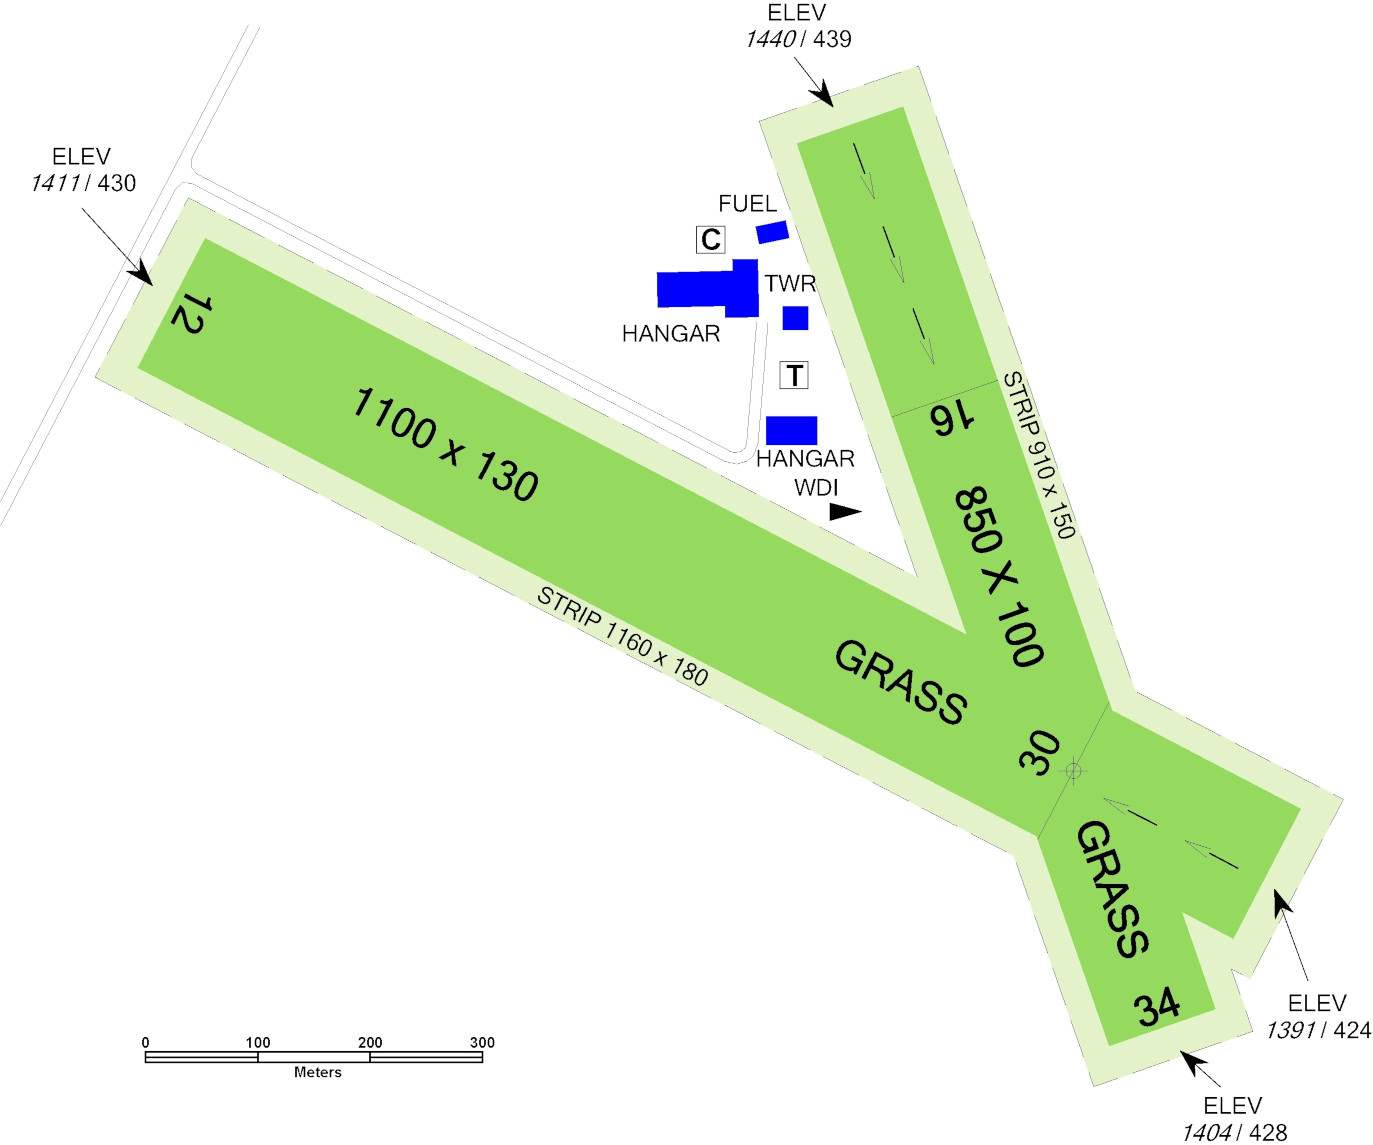 ELEV
1440 / 439
ELEV
1411 / 430
FUEL
C
TWR
HANGAR
T
HANGAR
WDI
12
1100 x 130
16
STRIP 910 x 150
850 X 100
STRIP 1160 x 180
GRASS
30
GRASS
34
ELEV
1391 / 424
ELEV
1404 / 428
0 100 200 300
Meters